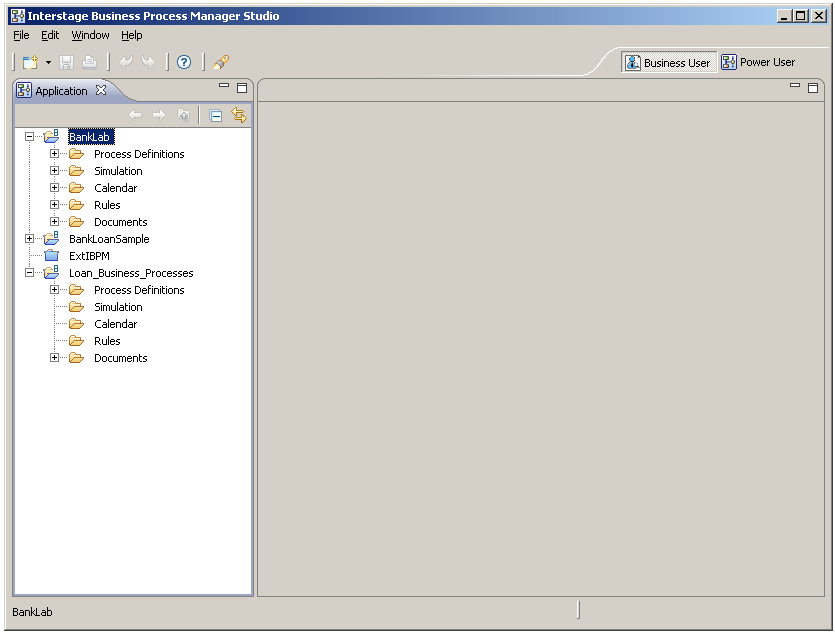 Interstage Business Process Manager Studio
File Edit Window Help
Business User Power User
Application
BankLab
Process Definitions
Simulation
Calendar
Rules
Documents
BankLoanSample
ExtIBPM
Loan_Business_Processes
Process Definitions
Simulation
Calendar
Rules
Documents
BankLab